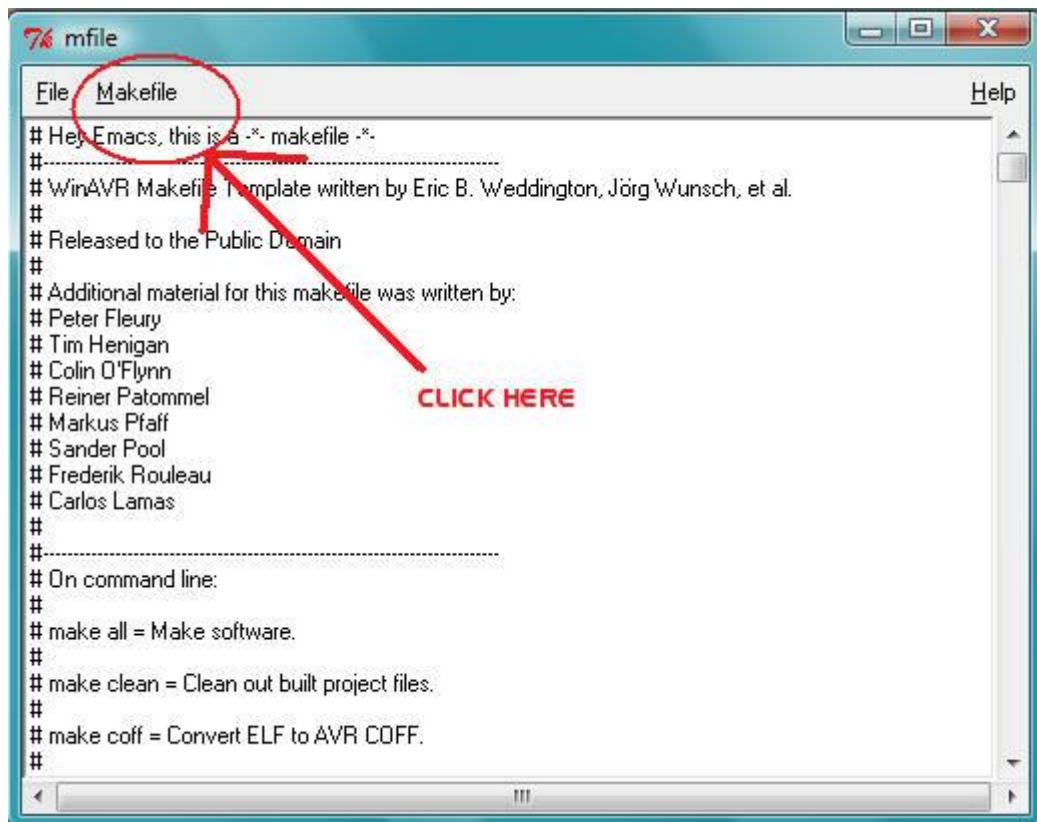 mfile
File Makefile Help
# Hey Emacs, this is a -*- makefile -*-
#----------------------------------------------------------------------------
# WinAVR Makefile Template written by Eric B. Weddington, Jörg Wunsch, et al.
#
# Released to the Public Domain
#
# Additional material for this makefile was written by:
# Peter Fleury
# Tim Henigan
# Colin O'Flynn
# Reiner Patommel
CLICK HERE
# Markus Pfaff
# Sander Pool
# Frederik Rouleau
# Carlos Lamas
#
#----------------------------------------------------------------------------
# On command line:
#
# make all = Make software.
#
# make clean = Clean out built project files.
#
# make coff = Convert ELF to AVR COFF.
#